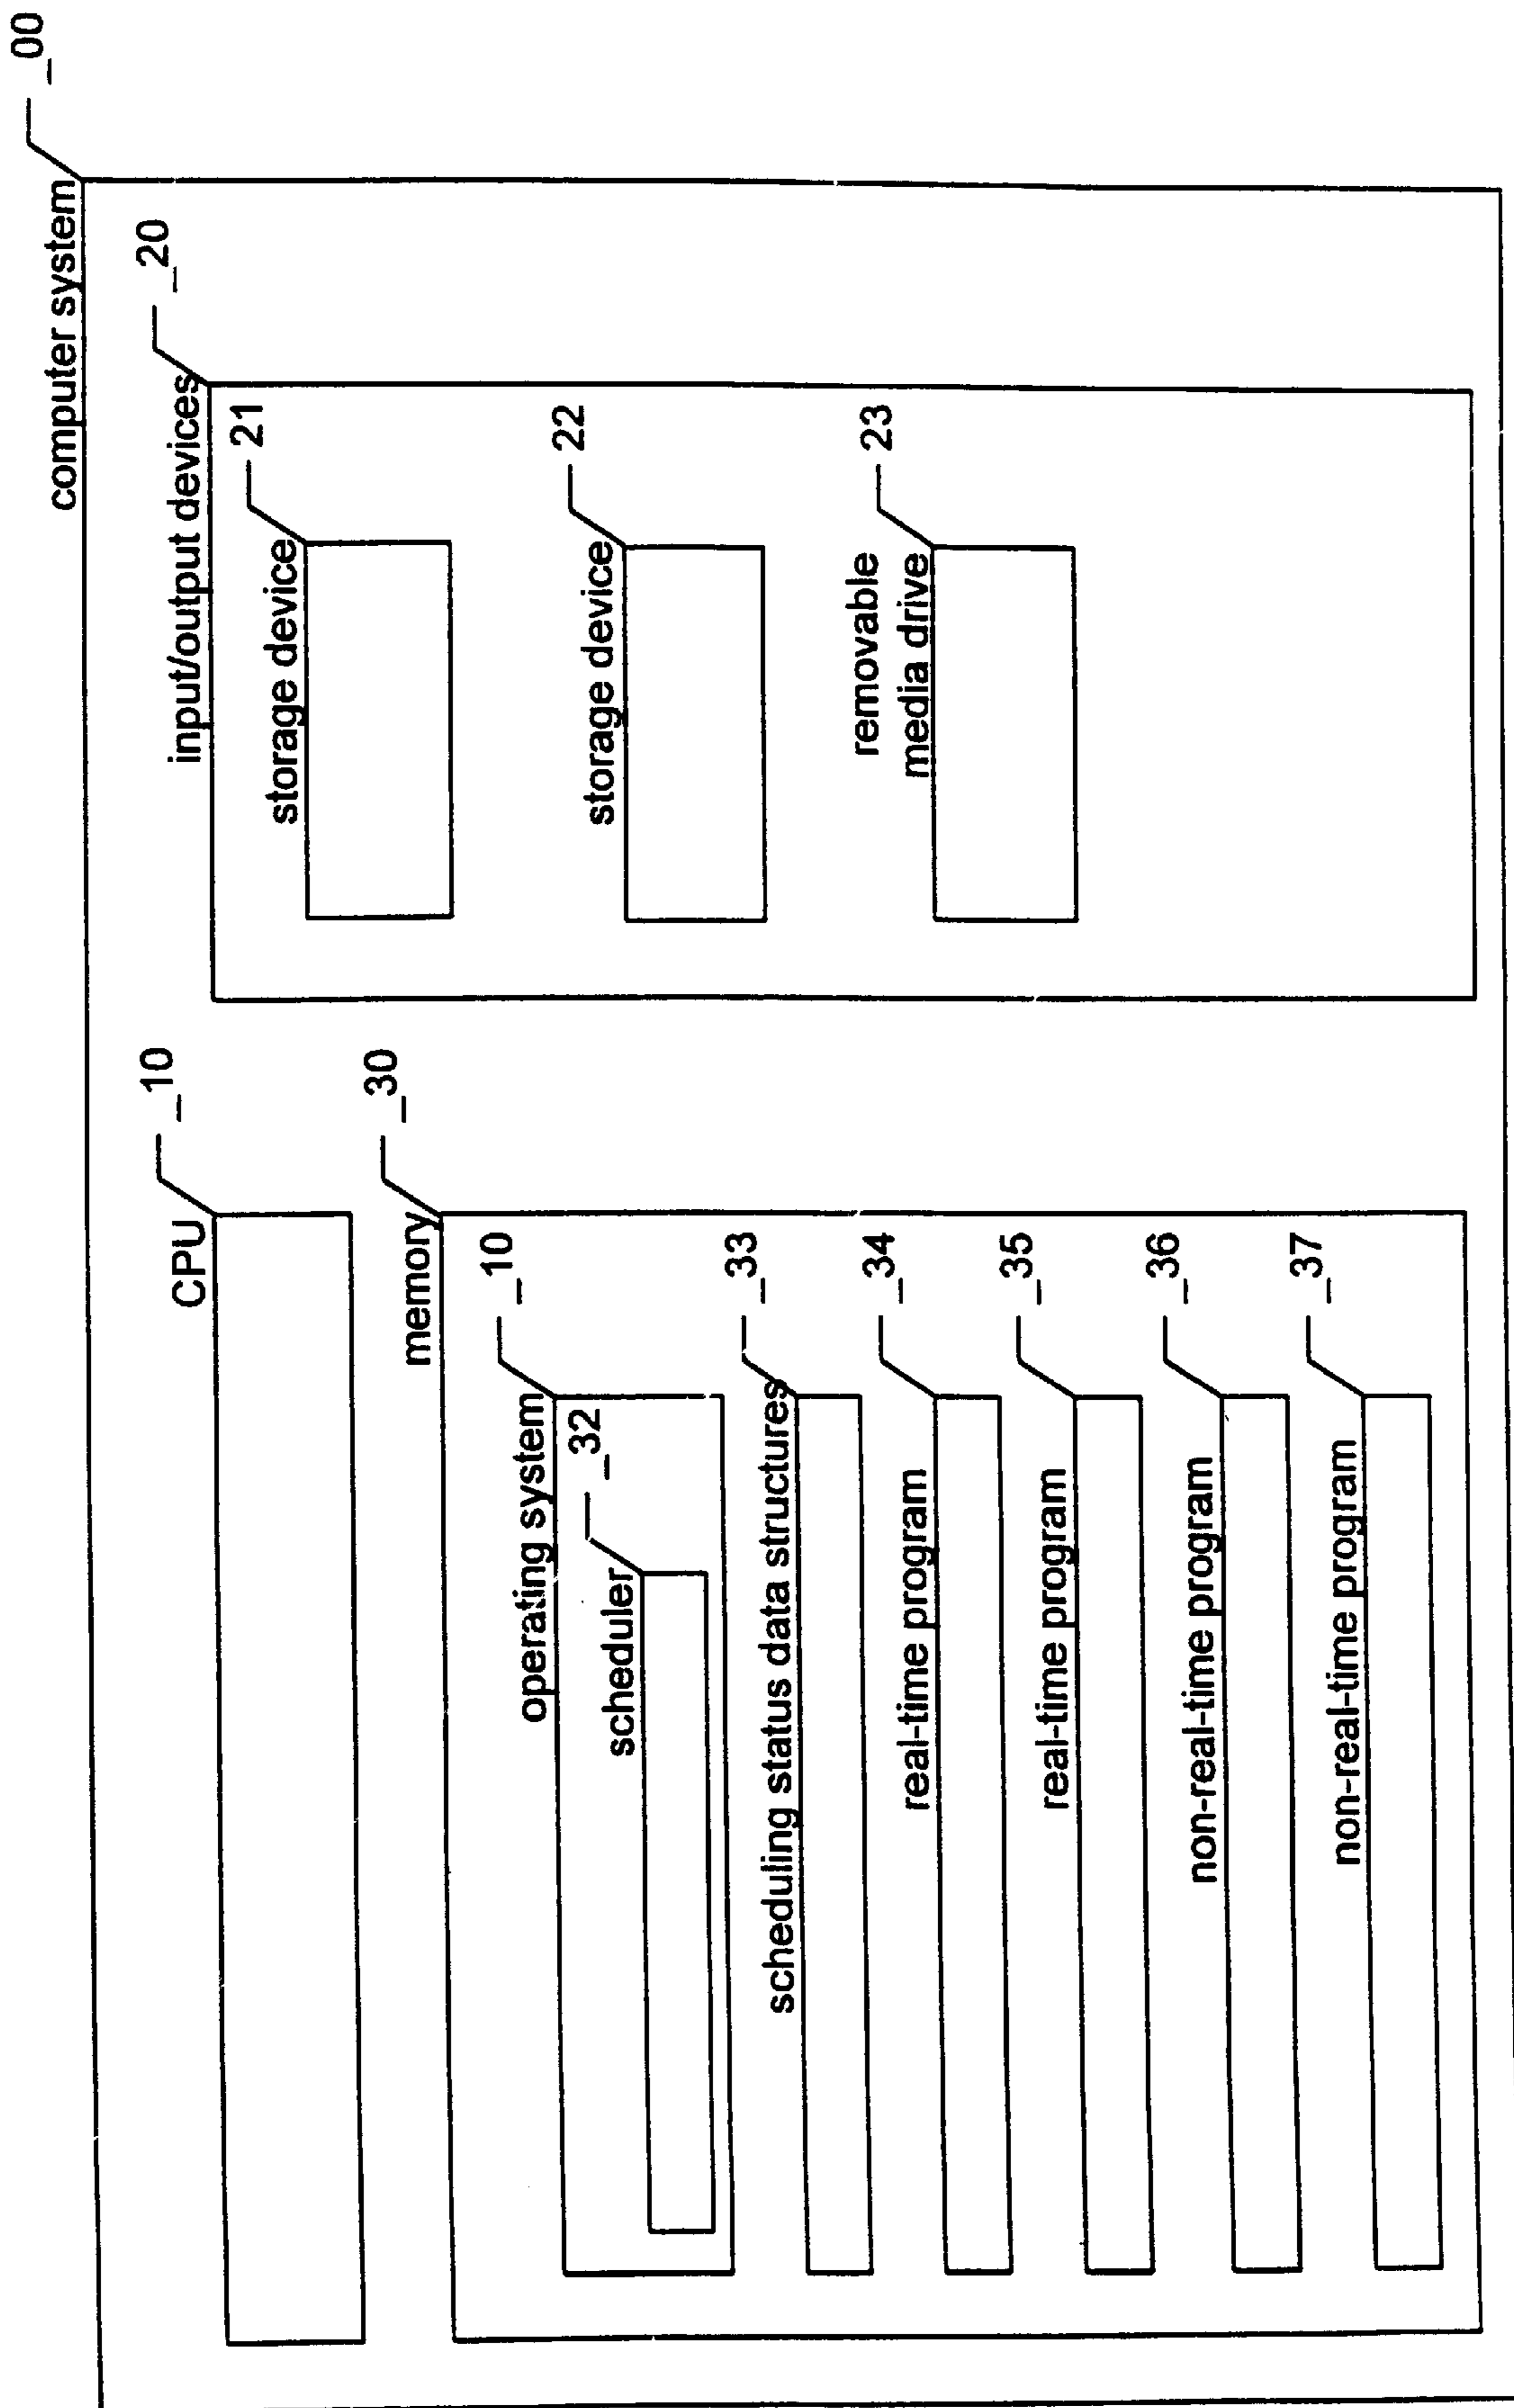 computer system
_00
CPU
_10
memory
_30
operating system
_10
scheduler
_32
scheduling status data structures
_33
real-time program
_34
real-time program
_35
non-real-time program
_36
non-real-time program
_37
input/output devices
_20
storage device
21
storage device
22
removable
media drive
23